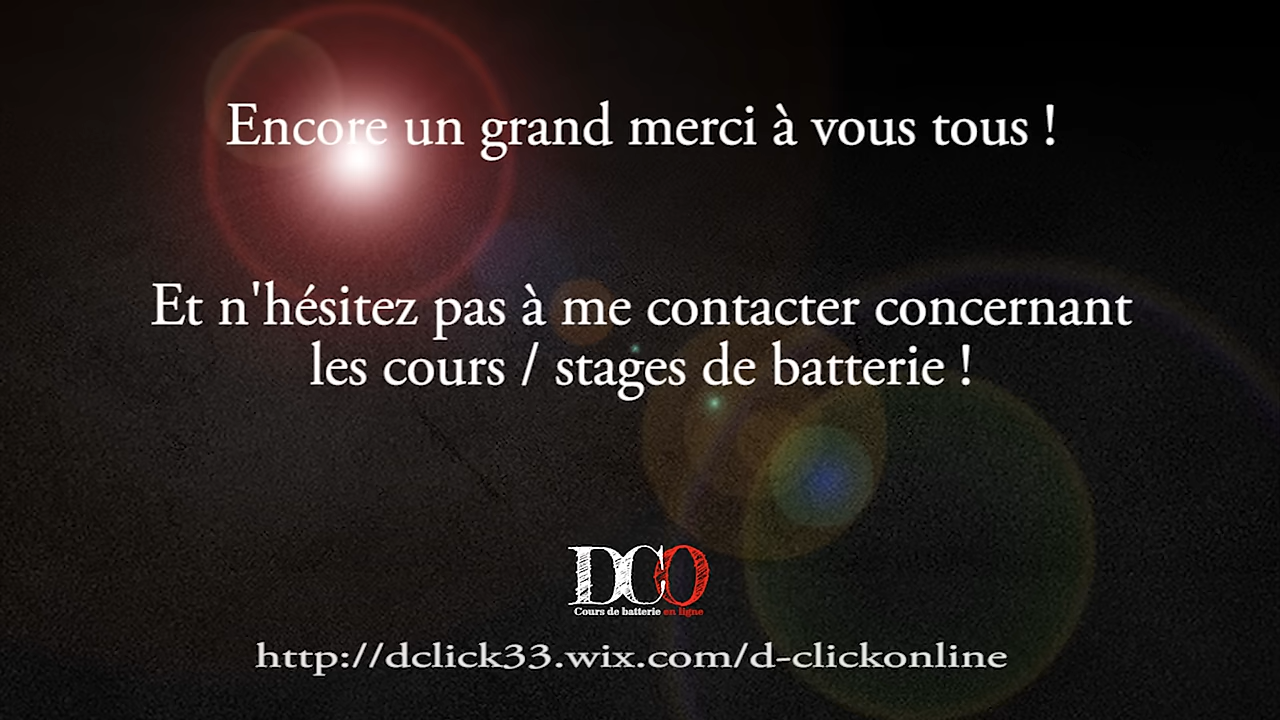 Encore un grand merci à vous tous !
Et n'hésitez pas à me contacter concernant
les cours / stages de batterie !
DCO
Cours de batterie en ligne
http://dclick33.wix.com/d-clickonline